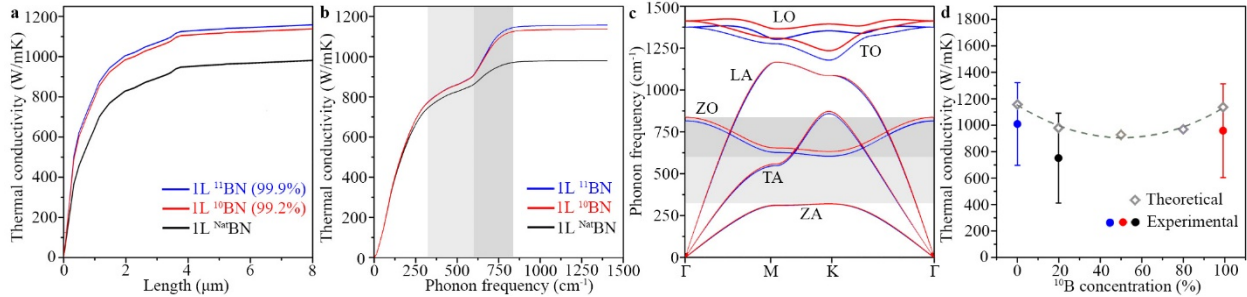 a
1200
1000
800
600
400
200
0
Thermal conductivity (W/mK)
1L ¹¹BN (99.9%)
1L ¹⁰BN (99.2%)
1L ᴺᵃᵗBN
0 2 4 6 8
Length (μm)
b
1200
1000
800
600
400
200
0
Thermal conductivity (W/mK)
1L ¹¹BN
1L ¹⁰BN
1L ᴺᵃᵗBN
0 250 500 750 1000 1250 1500
Phonon frequency (cm⁻¹)
c
1500
1250
1000
750
500
250
0
Phonon frequency (cm⁻¹)
LO
TO
LA
ZO
TA
ZA
Γ M K Γ
d
1800
1600
1400
1200
1000
800
600
400
200
0
Thermal conductivity (W/mK)
Theoretical
Experimental
0 20 40 60 80 100
¹⁰B concentration (%)